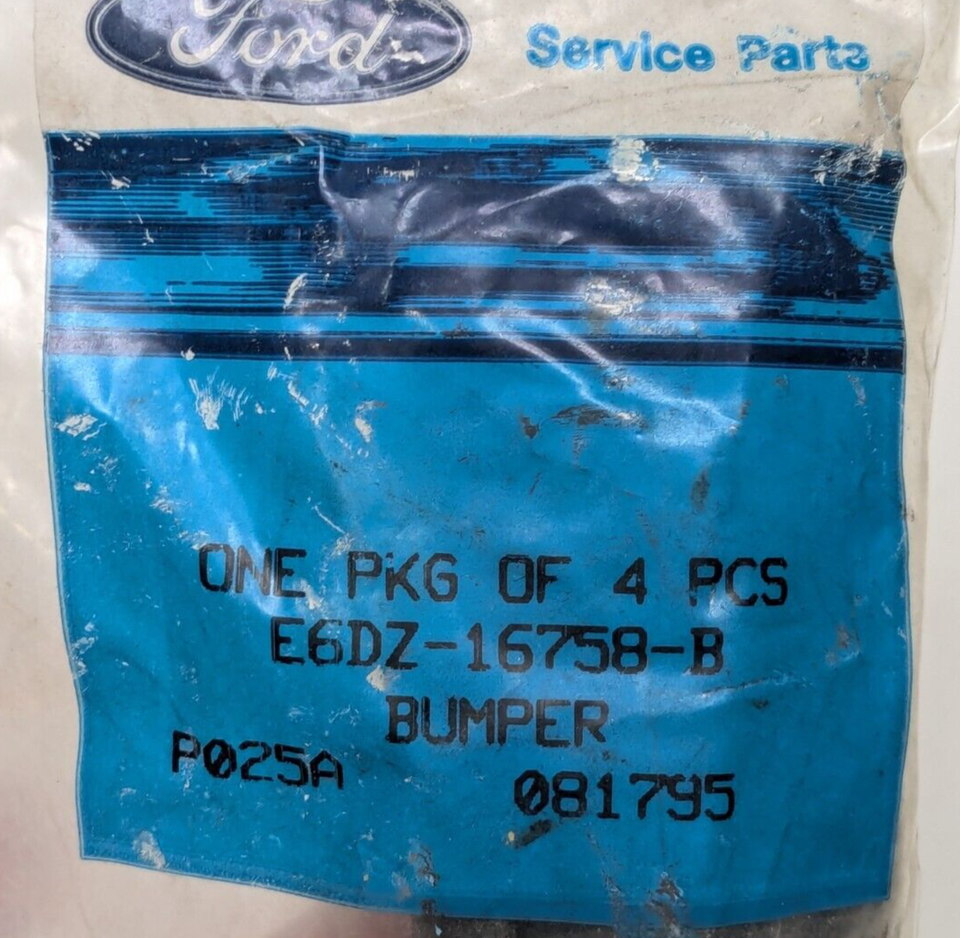 Ford
Service Parts
ONE PKG OF 4 PCS
E6DZ-16758-B
BUMPER
P025A 081795